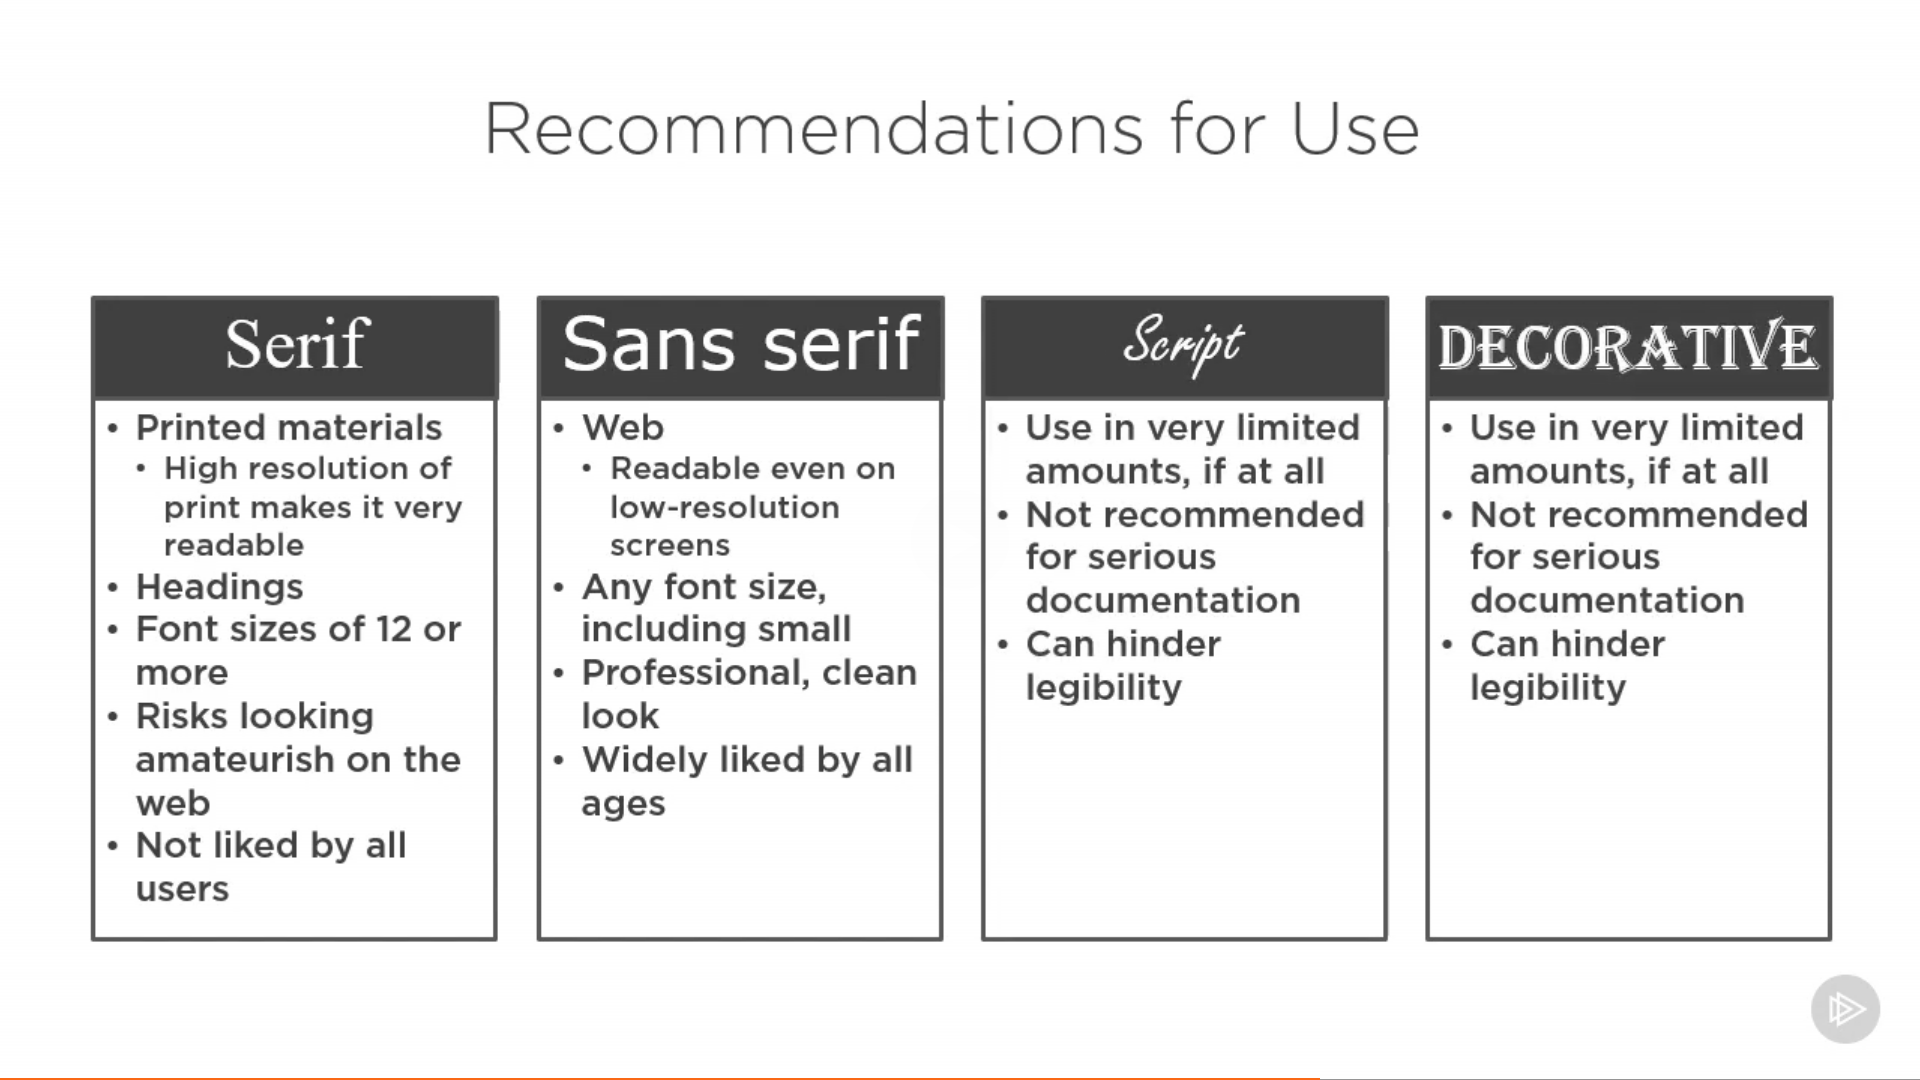 Recommendations for Use
Serif
• Printed materials
• High resolution of
print makes it very
readable
• Headings
• Font sizes of 12 or
more
• Risks looking
amateurish on the
web
• Not liked by all
users
Sans serif
• Web
• Readable even on
low-resolution
screens
• Any font size,
including small
• Professional, clean
look
• Widely liked by all
ages
Script
• Use in very limited
amounts, if at all
• Not recommended
for serious
documentation
• Can hinder
legibility
DECORATIVE
• Use in very limited
amounts, if at all
• Not recommended
for serious
documentation
• Can hinder
legibility